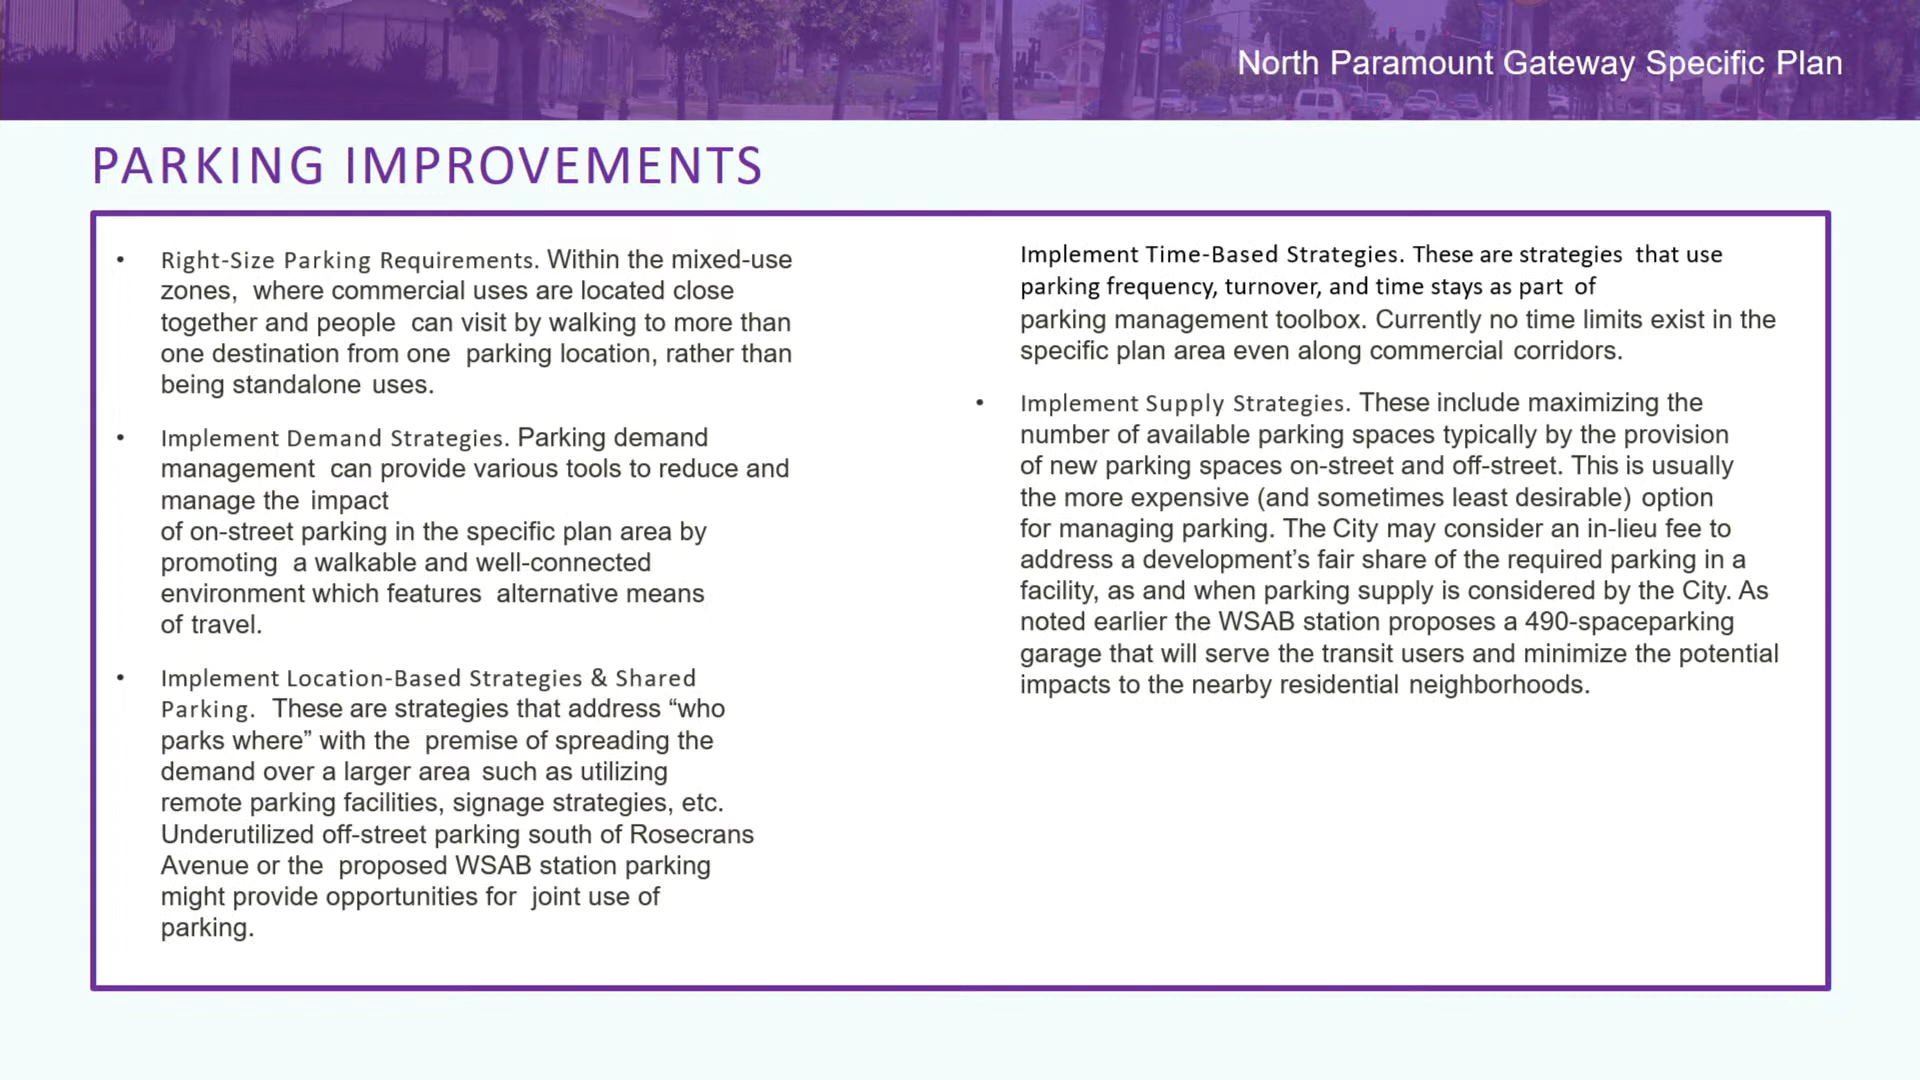 North Paramount Gateway Specific Plan
PARKING IMPROVEMENTS
• Right-Size Parking Requirements. Within the mixed-use
zones, where commercial uses are located close
together and people can visit by walking to more than
one destination from one parking location, rather than
being standalone uses.
• Implement Demand Strategies. Parking demand
management can provide various tools to reduce and
manage the impact
of on-street parking in the specific plan area by
promoting a walkable and well-connected
environment which features alternative means
of travel.
• Implement Location-Based Strategies & Shared
Parking. These are strategies that address “who
parks where” with the premise of spreading the
demand over a larger area such as utilizing
remote parking facilities, signage strategies, etc.
Underutilized off-street parking south of Rosecrans
Avenue or the proposed WSAB station parking
might provide opportunities for joint use of
parking.
Implement Time-Based Strategies. These are strategies that use
parking frequency, turnover, and time stays as part of
parking management toolbox. Currently no time limits exist in the
specific plan area even along commercial corridors.
• Implement Supply Strategies. These include maximizing the
number of available parking spaces typically by the provision
of new parking spaces on-street and off-street. This is usually
the more expensive (and sometimes least desirable) option
for managing parking. The City may consider an in-lieu fee to
address a development’s fair share of the required parking in a
facility, as and when parking supply is considered by the City. As
noted earlier the WSAB station proposes a 490-spaceparking
garage that will serve the transit users and minimize the potential
impacts to the nearby residential neighborhoods.